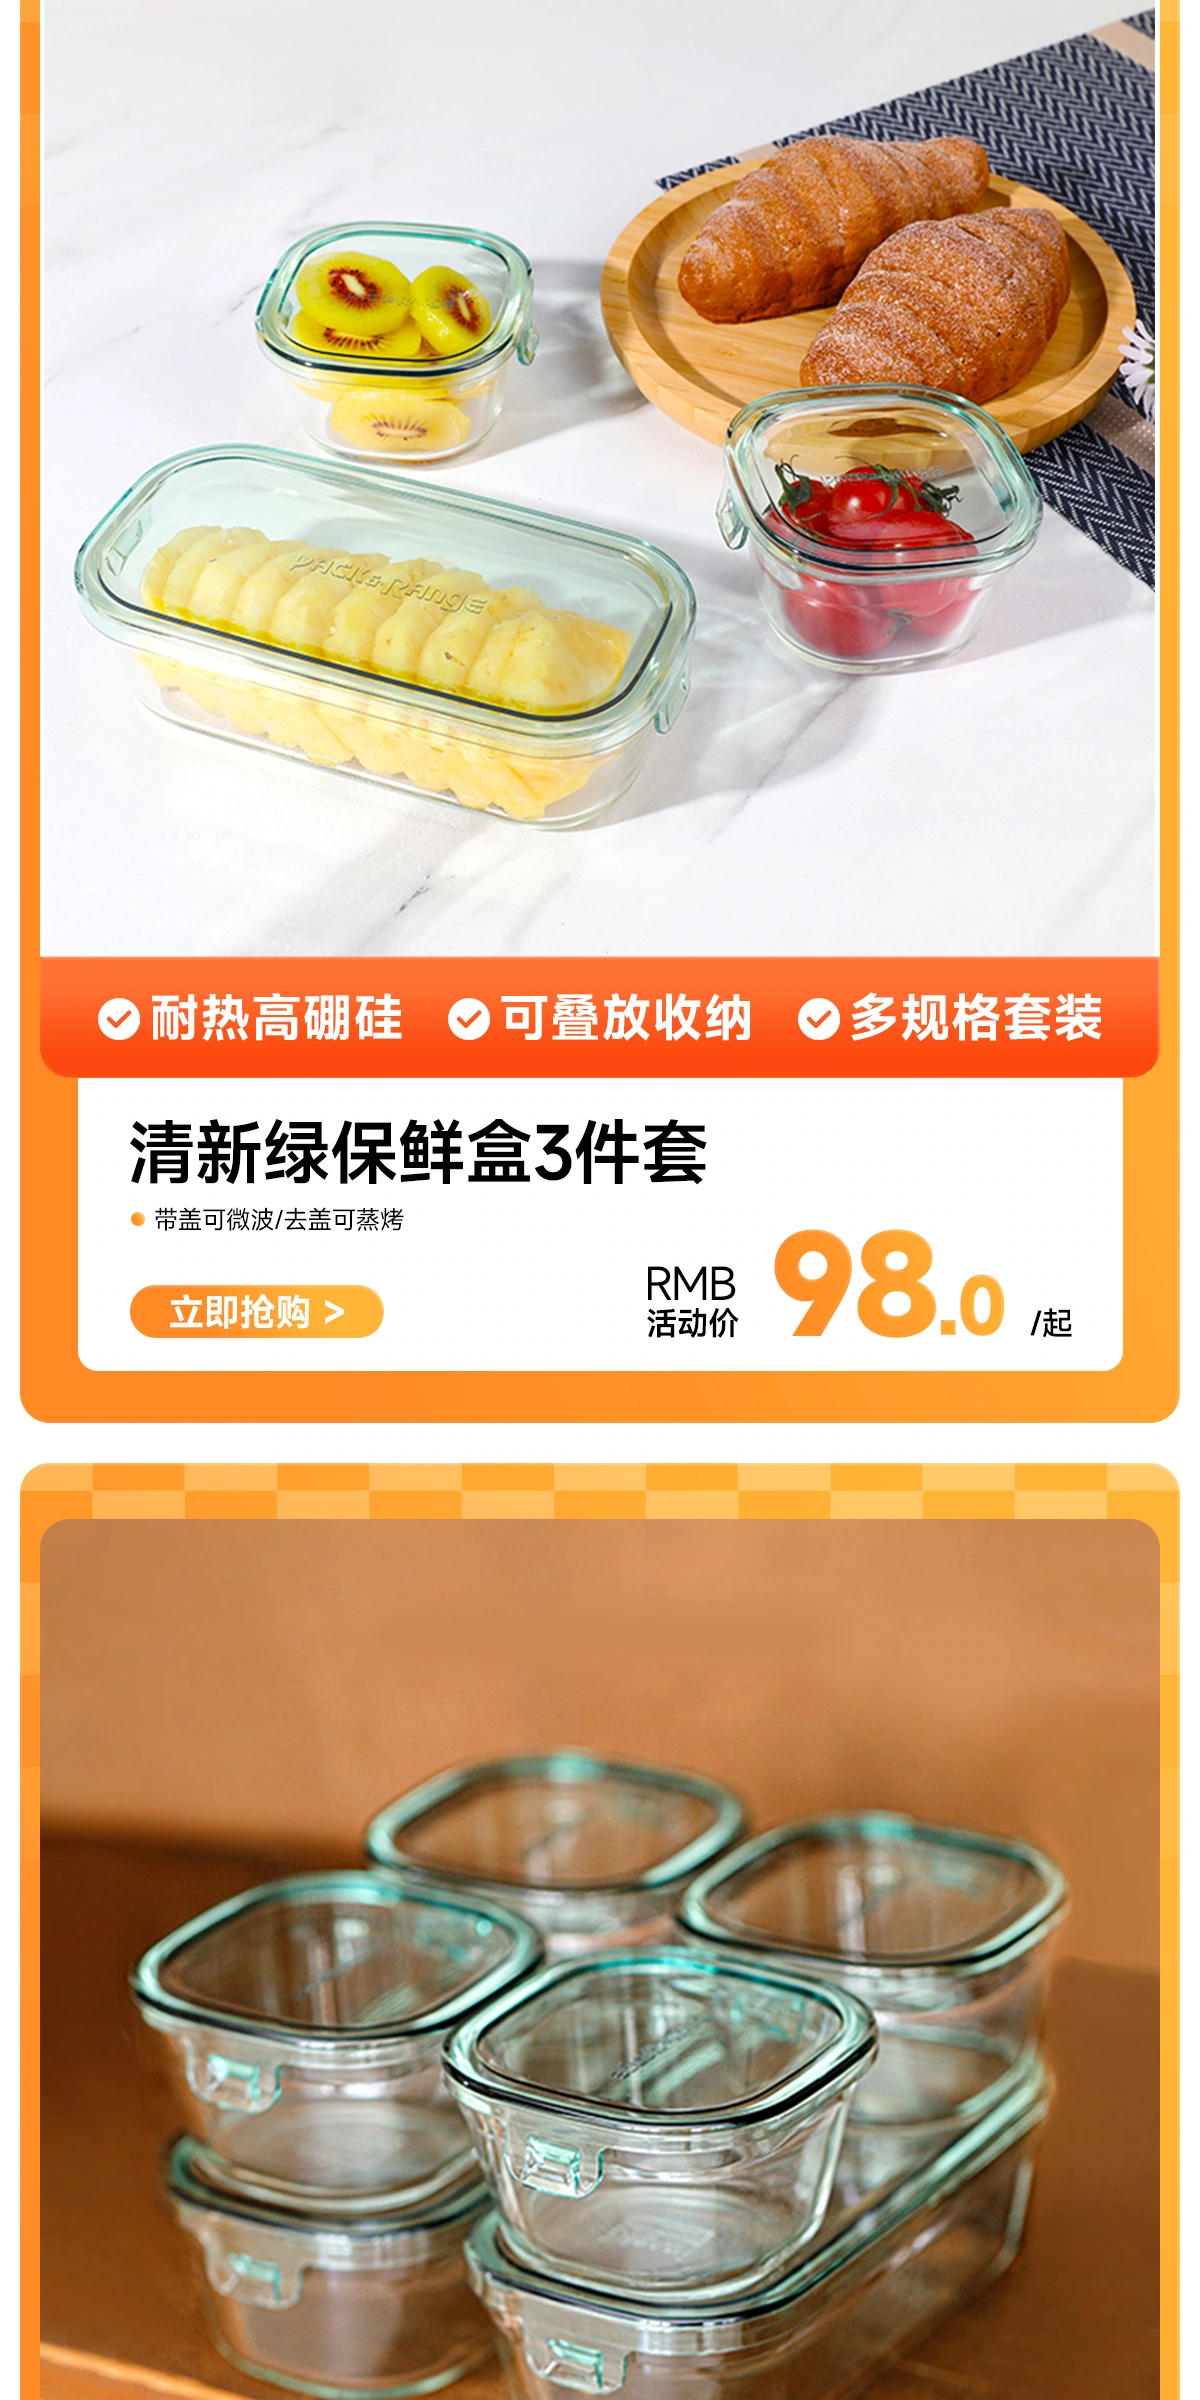 PACK&RANGE
耐热高硼硅 可叠放收纳 多规格套装
清新绿保鲜盒3件套
带盖可微波/去盖可蒸烤
立即抢购 >
RMB
活动价
98.0 /起